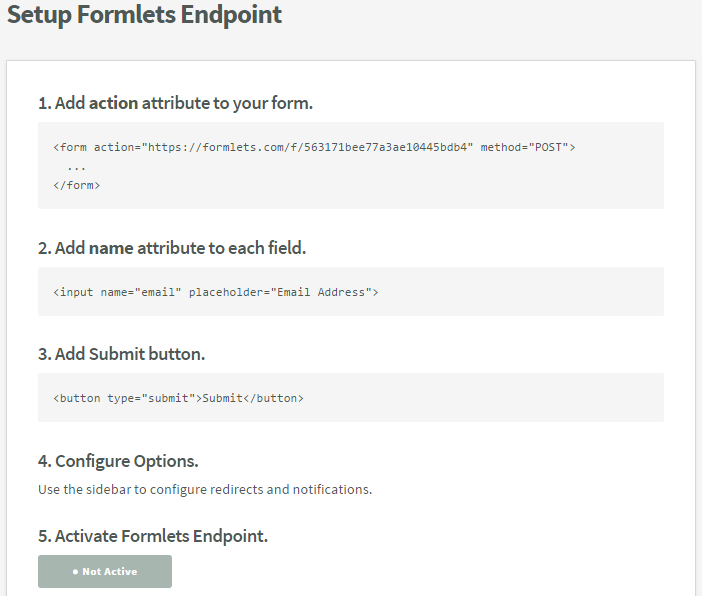 Setup Formlets Endpoint
1. Add action attribute to your form.
<form action="https://formlets.com/f/563171bee77a3ae10445bdb4" method="POST">
...
</form>
2. Add name attribute to each field.
<input name="email" placeholder="Email Address">
3. Add Submit button.
<button type="submit">Submit</button>
4. Configure Options.
Use the sidebar to configure redirects and notifications.
5. Activate Formlets Endpoint.
● Not Active